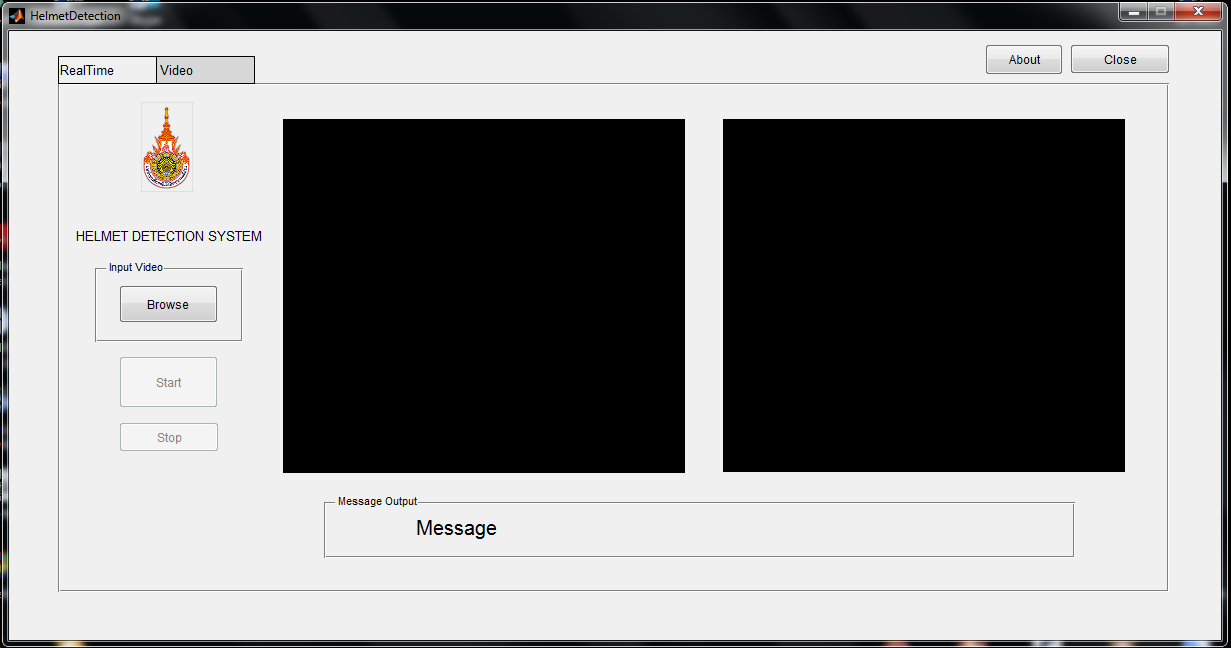 HelmetDetection
RealTime
Video
About
Close
HELMET DETECTION SYSTEM
Input Video
Browse
Start
Stop
Message Output
Message